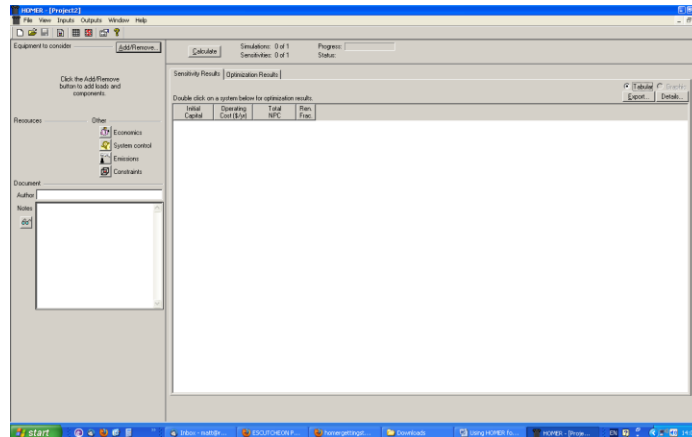 HOMER - [Project2]
File View Inputs Outputs Window Help
Equipment to consider
Add/Remove...
Click the Add/Remove
button to add loads and
components.
Resources
Other
Economics
System control
Emissions
Constraints
Document
Author
Notes
Calculate
Simulations: 0 of 1
Sensitivities: 0 of 1
Progress:
Status:
Sensitivity Results
Optimization Results
Tabular
Graphic
Double click on a system below for optimization results.
Export...
Details...
Initial
Capital
Operating
Cost ($/yr)
Total
NPC
Ren.
Frac.
start
Inbox - matt@v...
ESCUTCHEON P...
homergettingst...
Downloads
Using HOMER fo...
HOMER - [Proje...
EN